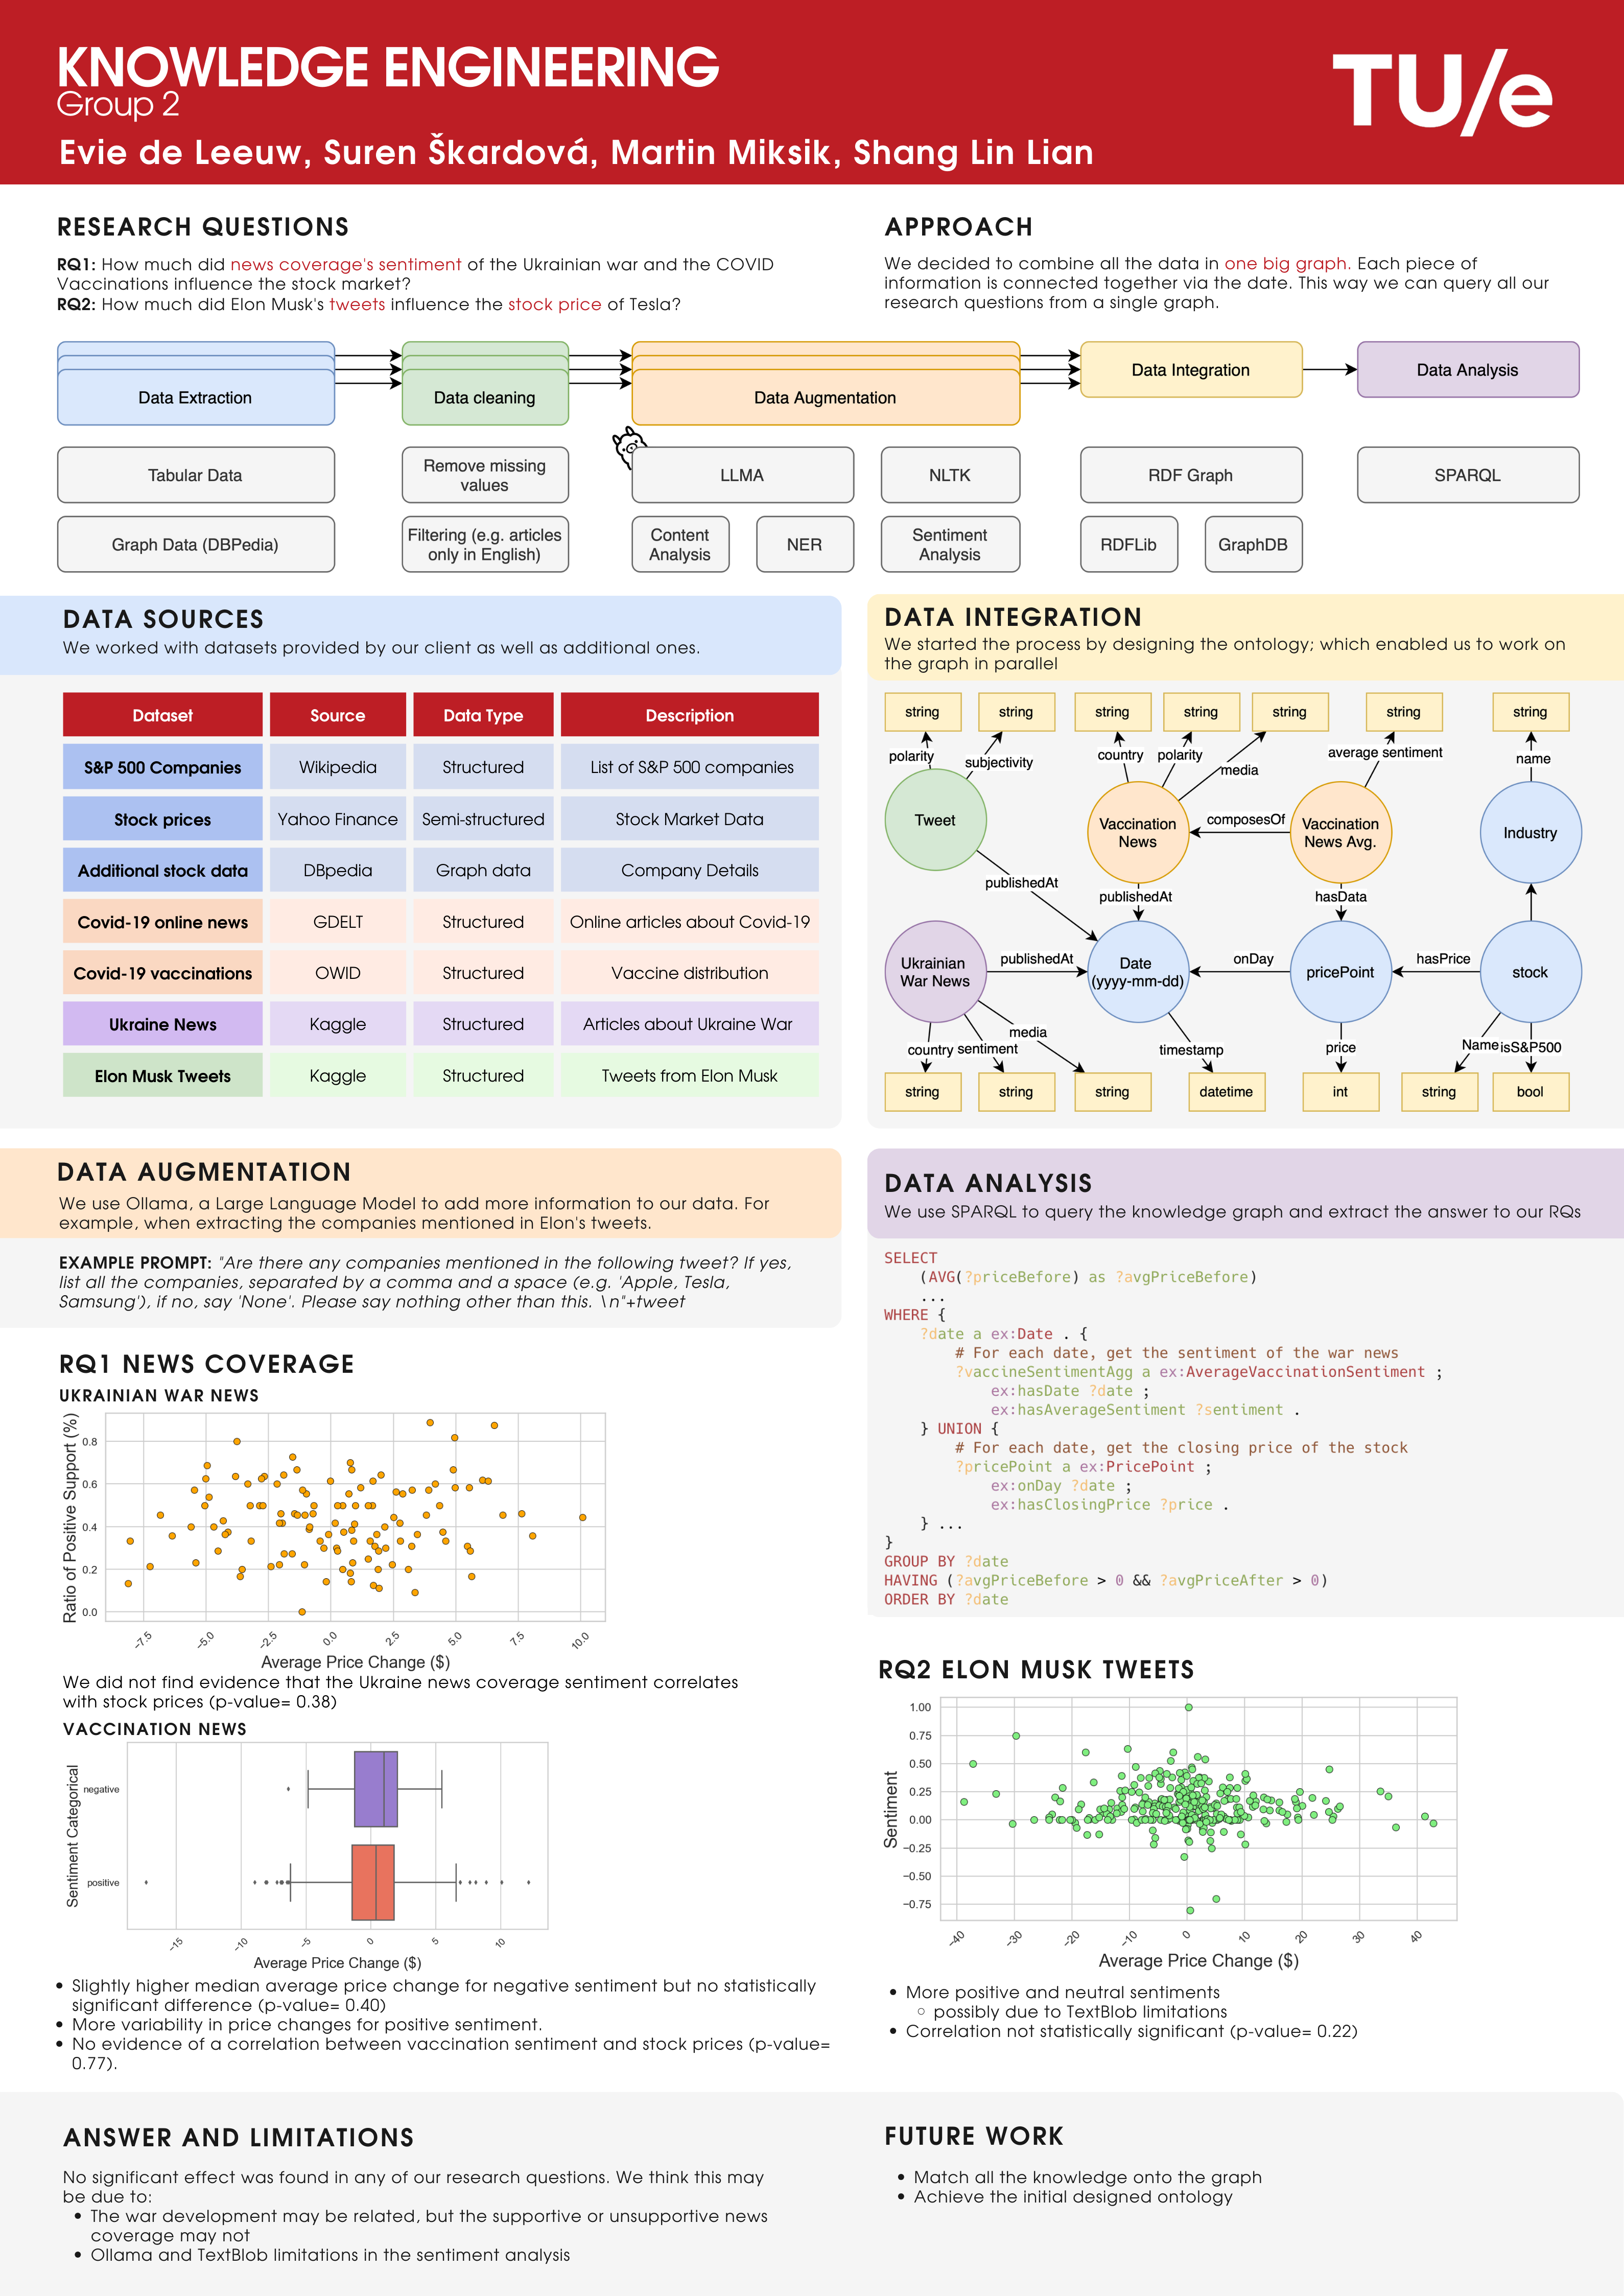 KNOWLEDGE ENGINEERING
Group 2
Evie de Leeuw, Suren Škardová, Martin Miksik, Shang Lin Lian
TU/e
RESEARCH QUESTIONS
RQ1: How much did news coverage's sentiment of the Ukrainian war and the COVID
Vaccinations influence the stock market?
RQ2: How much did Elon Musk's tweets influence the stock price of Tesla?
APPROACH
We decided to combine all the data in one big graph. Each piece of
information is connected together via the date. This way we can query all our
research questions from a single graph.
Data Extraction
Data cleaning
Data Augmentation
Data Integration
Data Analysis
Tabular Data
Remove missing
values
LLMA
NLTK
RDF Graph
SPARQL
Graph Data (DBPedia)
Filtering (e.g. articles
only in English)
Content
Analysis
NER
Sentiment
Analysis
RDFLib
GraphDB
DATA SOURCES
We worked with datasets provided by our client as well as additional ones.
Dataset Source Data Type Description
S&P 500 Companies Wikipedia Structured List of S&P 500 companies
Stock prices Yahoo Finance Semi-structured Stock Market Data
Additional stock data DBpedia Graph data Company Details
Covid-19 online news GDELT Structured Online articles about Covid-19
Covid-19 vaccinations OWID Structured Vaccine distribution
Ukraine News Kaggle Structured Articles about Ukraine War
Elon Musk Tweets Kaggle Structured Tweets from Elon Musk
DATA INTEGRATION
We started the process by designing the ontology; which enabled us to work on
the graph in parallel
string string string string string string string
polarity subjectivity country polarity media average sentiment name
Tweet
Vaccination
News
composesOf
Vaccination
News Avg.
Industry
publishedAt publishedAt hasData
Ukrainian
War News
publishedAt
Date
(yyyy-mm-dd)
onDay
pricePoint
hasPrice
stock
country sentiment media timestamp price Name isS&P500
string string string datetime int string bool
DATA AUGMENTATION
We use Ollama, a Large Language Model to add more information to our data. For
example, when extracting the companies mentioned in Elon's tweets.
EXAMPLE PROMPT: "Are there any companies mentioned in the following tweet? If yes,
list all the companies, separated by a comma and a space (e.g. 'Apple, Tesla,
Samsung'), if no, say 'None'. Please say nothing other than this. \n"+tweet
DATA ANALYSIS
We use SPARQL to query the knowledge graph and extract the answer to our RQs
SELECT
(AVG(?priceBefore) as ?avgPriceBefore)
...
WHERE {
?date a ex:Date . {
# For each date, get the sentiment of the war news
?vaccineSentimentAgg a ex:AverageVaccinationSentiment ;
ex:hasDate ?date ;
ex:hasAverageSentiment ?sentiment .
} UNION {
# For each date, get the closing price of the stock
?pricePoint a ex:PricePoint ;
ex:onDay ?date ;
ex:hasClosingPrice ?price .
} ...
}
GROUP BY ?date
HAVING (?avgPriceBefore > 0 && ?avgPriceAfter > 0)
ORDER BY ?date
RQ1 NEWS COVERAGE
UKRAINIAN WAR NEWS
Ratio of Positive Support (%)
0.8
0.6
0.4
0.2
0.0
−7.5 −5.0 −2.5 0.0 2.5 5.0 7.5 10.0
Average Price Change ($)
We did not find evidence that the Ukraine news coverage sentiment correlates
with stock prices (p-value= 0.38)
VACCINATION NEWS
Sentiment Categorical
negative
positive
−15 −10 −5 0 5 10
Average Price Change ($)
• Slightly higher median average price change for negative sentiment but no statistically
significant difference (p-value= 0.40)
• More variability in price changes for positive sentiment.
• No evidence of a correlation between vaccination sentiment and stock prices (p-value=
0.77).
RQ2 ELON MUSK TWEETS
Sentiment
1.00
0.75
0.50
0.25
0.00
−0.25
−0.50
−0.75
−40 −30 −20 −10 0 10 20 30 40
Average Price Change ($)
• More positive and neutral sentiments
○ possibly due to TextBlob limitations
• Correlation not statistically significant (p-value= 0.22)
ANSWER AND LIMITATIONS
No significant effect was found in any of our research questions. We think this may
be due to:
• The war development may be related, but the supportive or unsupportive news
coverage may not
• Ollama and TextBlob limitations in the sentiment analysis
FUTURE WORK
• Match all the knowledge onto the graph
• Achieve the initial designed ontology